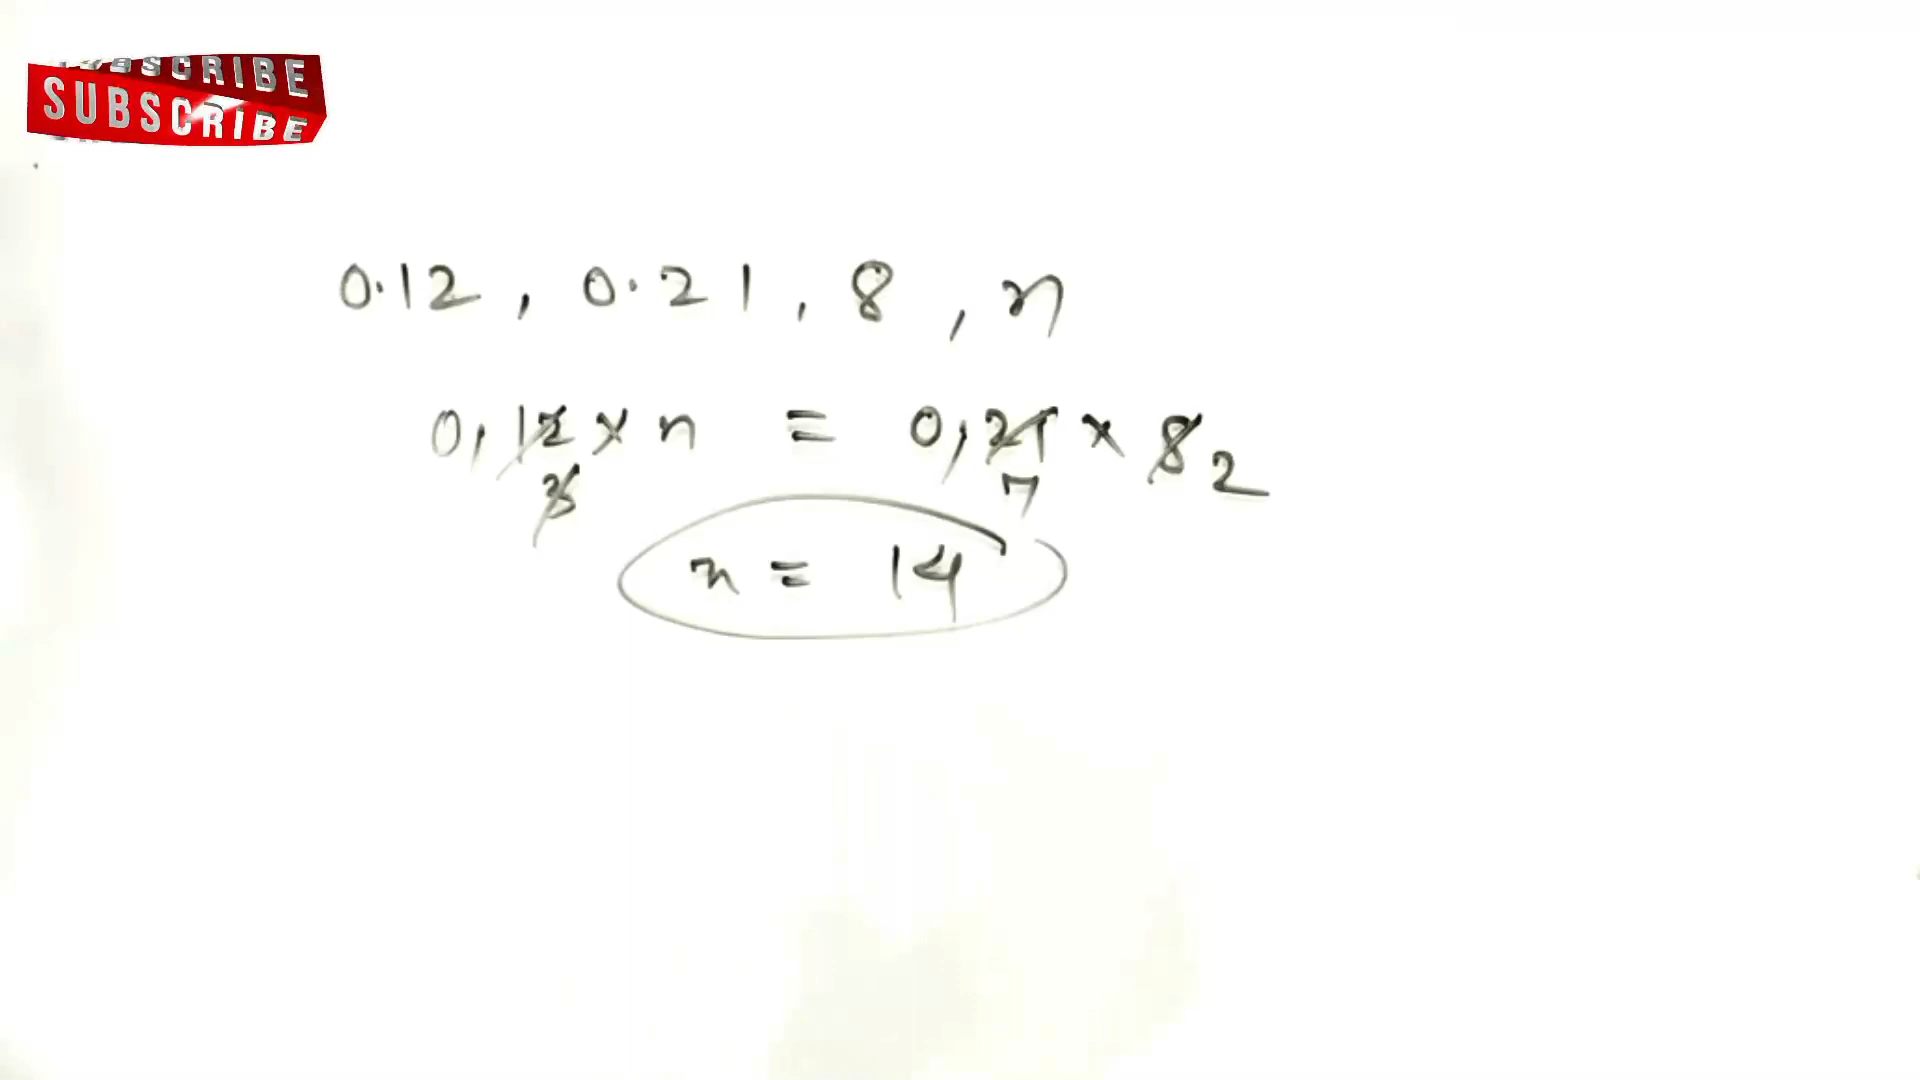 SUBSCRIBE
SUBSCRIBE
0.12, 0.21, 8, n
0,12 × n = 0,21 × 8 2
3 7
n = 14